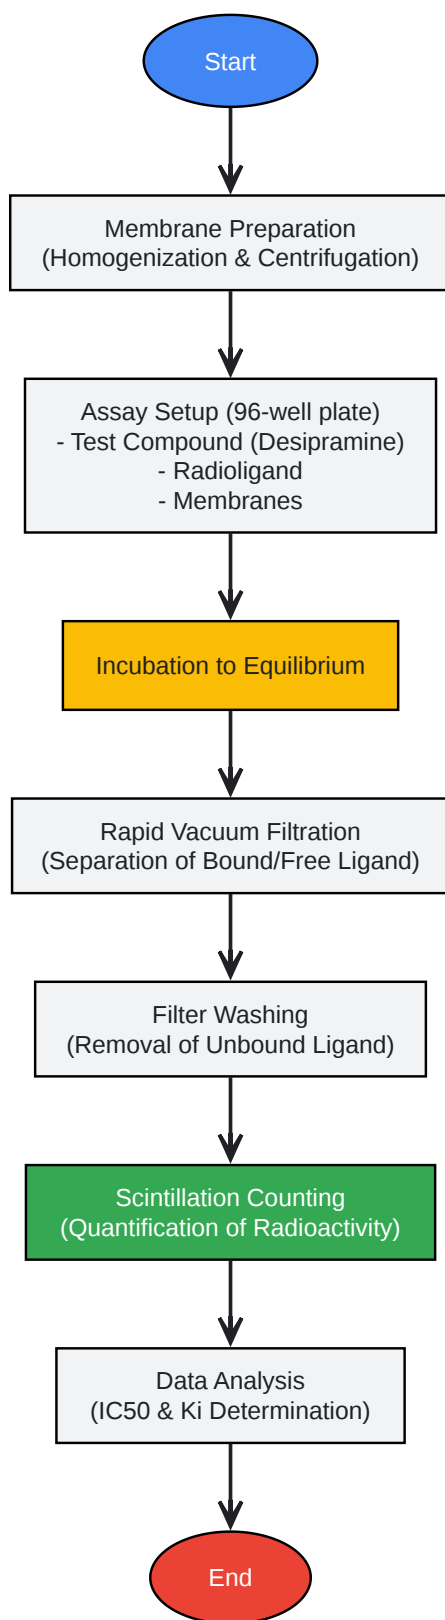 Start
Membrane Preparation
(Homogenization & Centrifugation)
Assay Setup (96-well plate)
- Test Compound (Desipramine)
- Radioligand
- Membranes
Incubation to Equilibrium
Rapid Vacuum Filtration
(Separation of Bound/Free Ligand)
Filter Washing
(Removal of Unbound Ligand)
Scintillation Counting
(Quantification of Radioactivity)
Data Analysis
(IC50 & Ki Determination)
End